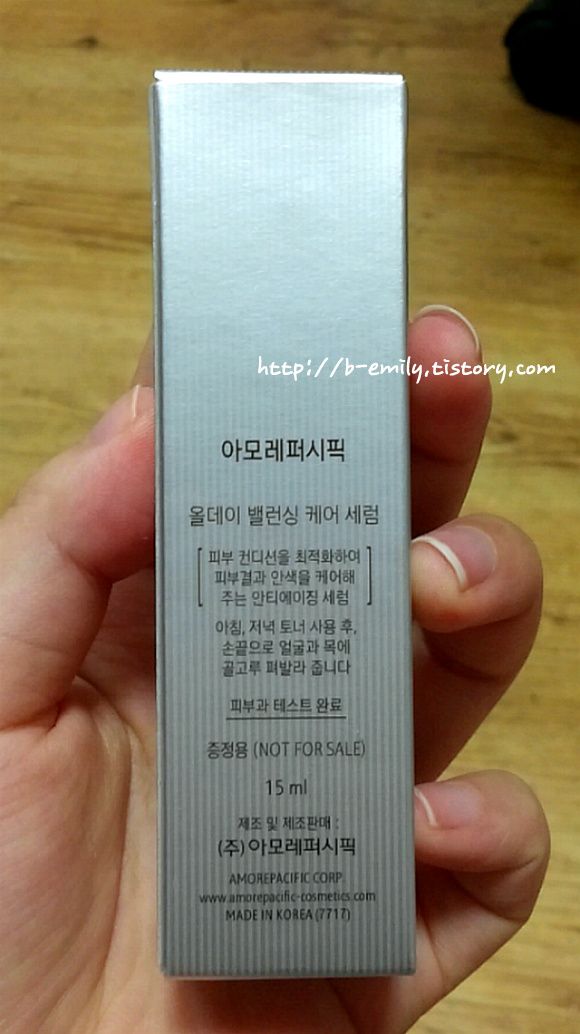 http://b-emily.tistory.com
아모레퍼시픽
올데이 밸런싱 케어 세럼
피부 컨디션을 최적화하여
피부결과 안색을 케어해
주는 안티에이징 세럼
아침, 저녁 토너 사용 후,
손끝으로 얼굴과 목에
골고루 펴발라 줍니다
피부과 테스트 완료
증정용 (NOT FOR SALE)
15 ml
제조 및 제조판매 :
(주)아모레퍼시픽
AMOREPACIFIC CORP.
www.amorepacific-cosmetics.com
MADE IN KOREA (7717)